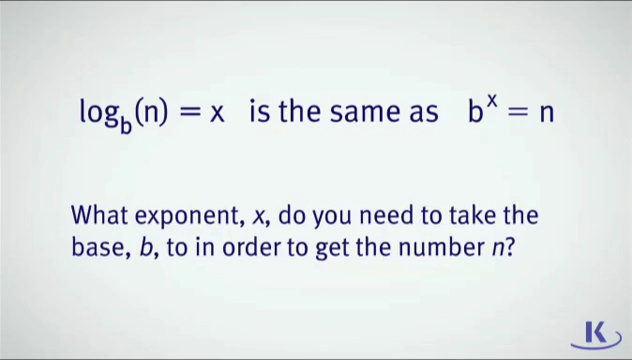 log_b(n) = x is the same as b^x = n
What exponent, x, do you need to take the
base, b, to in order to get the number n?
K